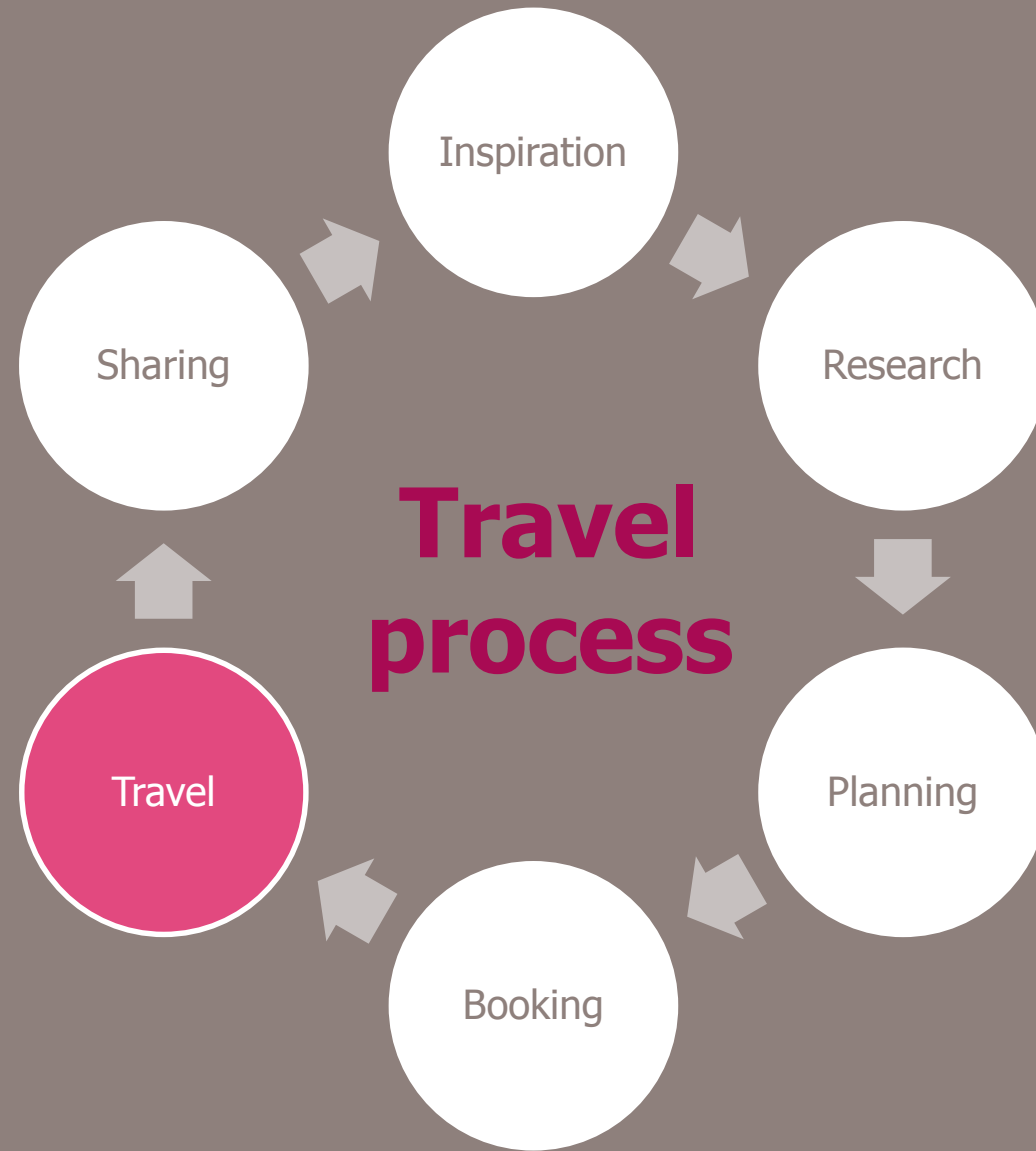 Inspiration
Research
Planning
Booking
Travel
Sharing
Travel
process